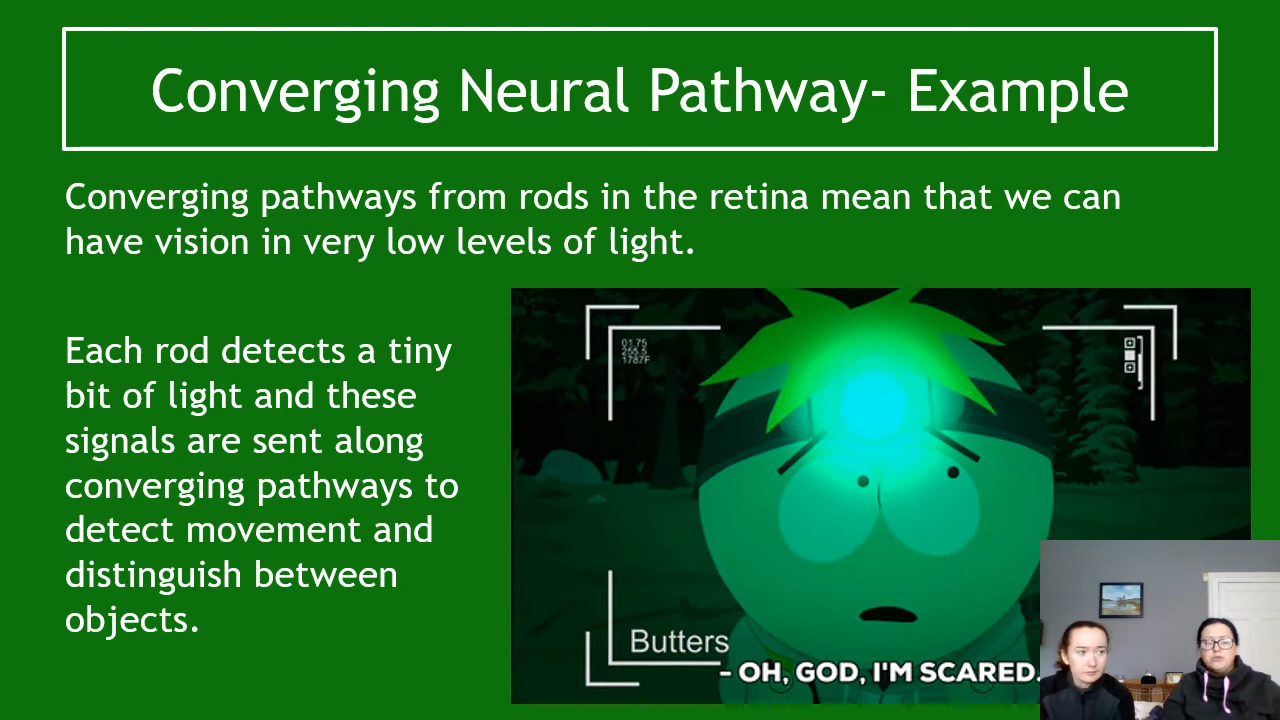 Converging Neural Pathway- Example
Converging pathways from rods in the retina mean that we can
have vision in very low levels of light.
Each rod detects a tiny
bit of light and these
signals are sent along
converging pathways to
detect movement and
distinguish between
objects.
01.75
1787F
Butters
- OH, GOD, I'M SCARED.